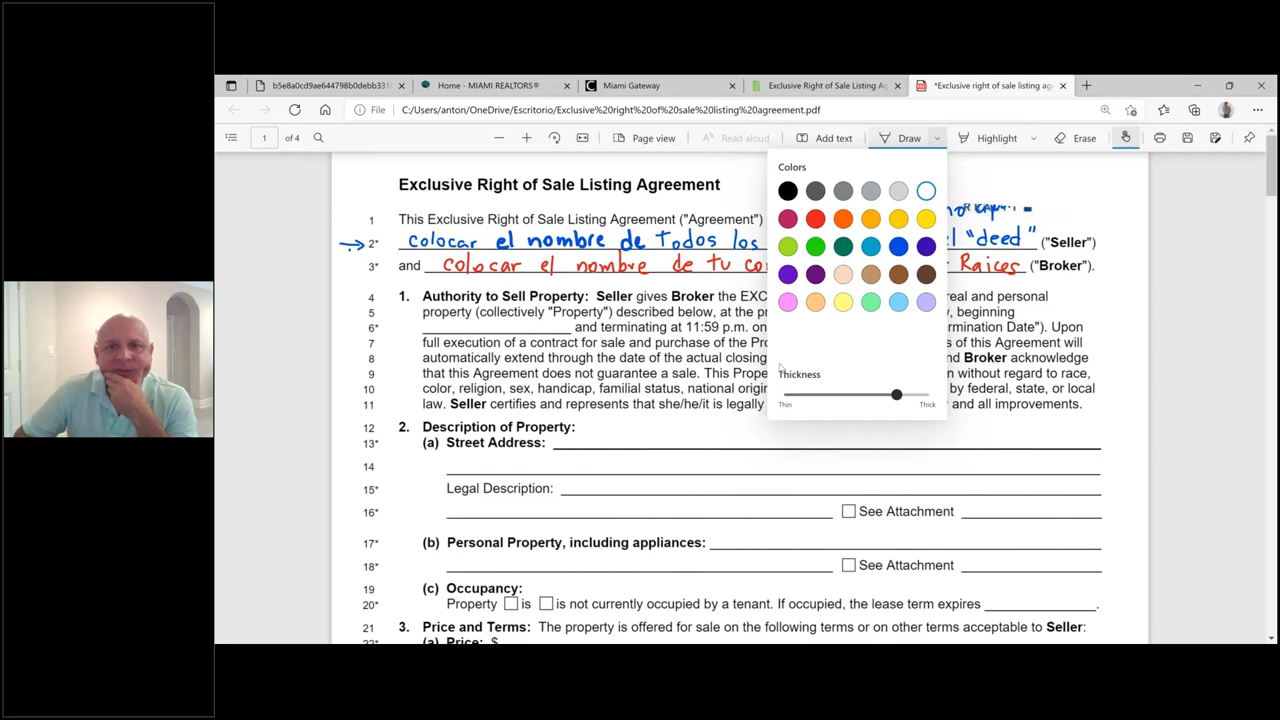 b5e8a0cd9ae644798b0debb331
Home - MIAMI REALTORS®
Miami Gateway
Exclusive Right of Sale Listing A
*Exclusive right of sale listing ag
File C:/Users/anton/OneDrive/Escritorio/Exclusive%20right%20of%20sale%20listing%20agreement.pdf
1 of 4
Page view
Read aloud
Add text
Draw
Highlight
Erase
Colors
Thickness
Thin Thick
Exclusive Right of Sale Listing Agreement
1 This Exclusive Right of Sale Listing Agreement ("Agreement")
2* colocar el nombre de Todos los "deed" ("Seller")
3* and colocar el nombre de tu Raices ("Broker").
4 1. Authority to Sell Property: Seller gives Broker the EXC real and personal
5 property (collectively "Property") described below, at the pr beginning
6* and terminating at 11:59 p.m. on rmination Date"). Upon
7 full execution of a contract for sale and purchase of the Pro s of this Agreement will
8 automatically extend through the date of the actual closing nd Broker acknowledge
9 that this Agreement does not guarantee a sale. This Prope n without regard to race,
10 color, religion, sex, handicap, familial status, national origi by federal, state, or local
11 law. Seller certifies and represents that she/he/it is legally and all improvements.
12 2. Description of Property:
13* (a) Street Address:
14
15* Legal Description:
16* See Attachment
17* (b) Personal Property, including appliances:
18* See Attachment
19 (c) Occupancy:
20* Property is is not currently occupied by a tenant. If occupied, the lease term expires .
21 3. Price and Terms: The property is offered for sale on the following terms or on other terms acceptable to Seller:
22* (a) Price: $